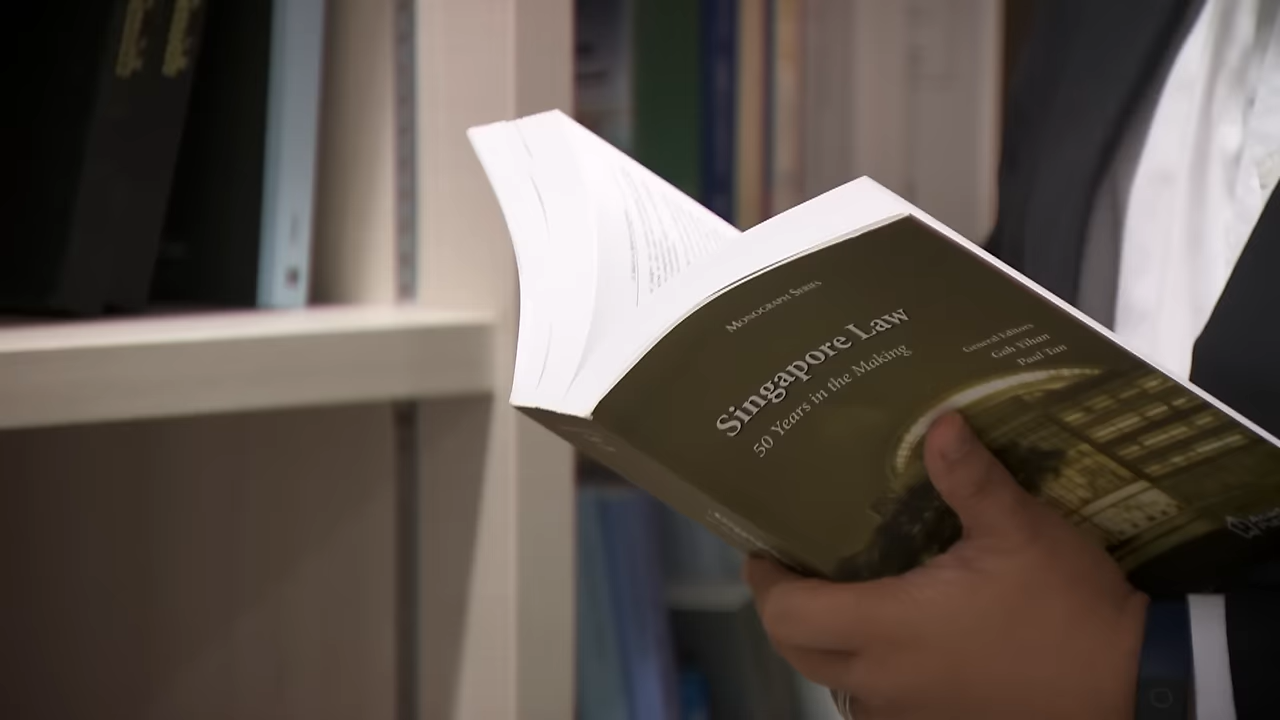 Monograph Series
Singapore Law
50 Years in the Making
General Editors
Goh Yihan
Paul Tan